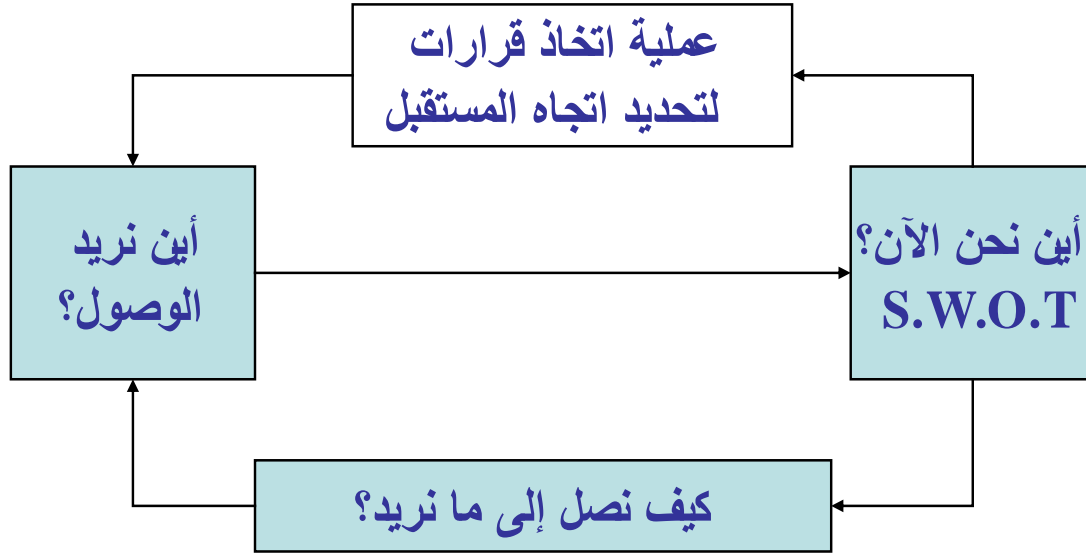 عملية اتخاذ قرارات
لتحديد اتجاه المستقبل
أين نحن الآن؟
S.W.O.T
أين نريد
الوصول؟
كيف نصل إلى ما نريد؟